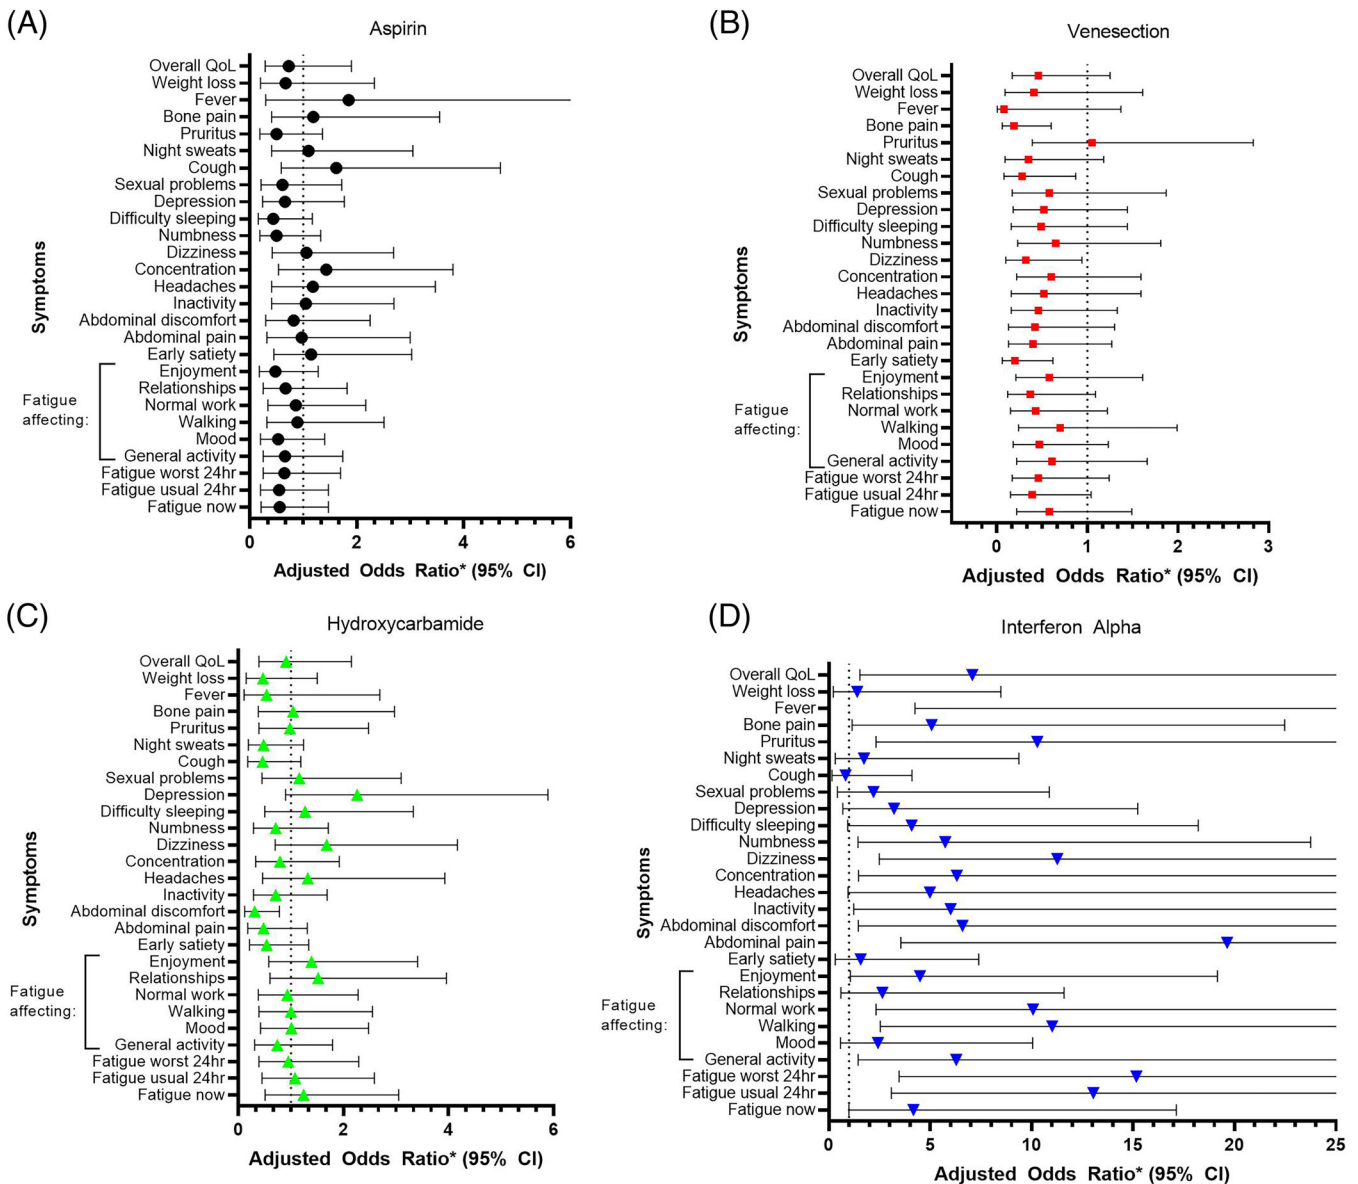 (A)
Aspirin
Overall QoL
Weight loss
Fever
Bone pain
Pruritus
Night sweats
Cough
Sexual problems
Depression
Difficulty sleeping
Numbness
Dizziness
Concentration
Headaches
Inactivity
Abdominal discomfort
Abdominal pain
Early satiety
Enjoyment
Relationships
Normal work
Walking
Mood
General activity
Fatigue worst 24hr
Fatigue usual 24hr
Fatigue now
Symptoms
Fatigue
affecting:
0 2 4 6
Adjusted Odds Ratio* (95% CI)
(B)
Venesection
Overall QoL
Weight loss
Fever
Bone pain
Pruritus
Night sweats
Cough
Sexual problems
Depression
Difficulty sleeping
Numbness
Dizziness
Concentration
Headaches
Inactivity
Abdominal discomfort
Abdominal pain
Early satiety
Enjoyment
Relationships
Normal work
Walking
Mood
General activity
Fatigue worst 24hr
Fatigue usual 24hr
Fatigue now
Symptoms
Fatigue
affecting:
0 1 2 3
Adjusted Odds Ratio* (95% CI)
(C)
Hydroxycarbamide
Overall QoL
Weight loss
Fever
Bone pain
Pruritus
Night sweats
Cough
Sexual problems
Depression
Difficulty sleeping
Numbness
Dizziness
Concentration
Headaches
Inactivity
Abdominal discomfort
Abdominal pain
Early satiety
Enjoyment
Relationships
Normal work
Walking
Mood
General activity
Fatigue worst 24hr
Fatigue usual 24hr
Fatigue now
Symptoms
Fatigue
affecting:
0 2 4 6
Adjusted Odds Ratio* (95% CI)
(D)
Interferon Alpha
Overall QoL
Weight loss
Fever
Bone pain
Pruritus
Night sweats
Cough
Sexual problems
Depression
Difficulty sleeping
Numbness
Dizziness
Concentration
Headaches
Inactivity
Abdominal discomfort
Abdominal pain
Early satiety
Enjoyment
Relationships
Normal work
Walking
Mood
General activity
Fatigue worst 24hr
Fatigue usual 24hr
Fatigue now
Symptoms
Fatigue
affecting:
0 5 10 15 20 25
Adjusted Odds Ratio* (95% CI)